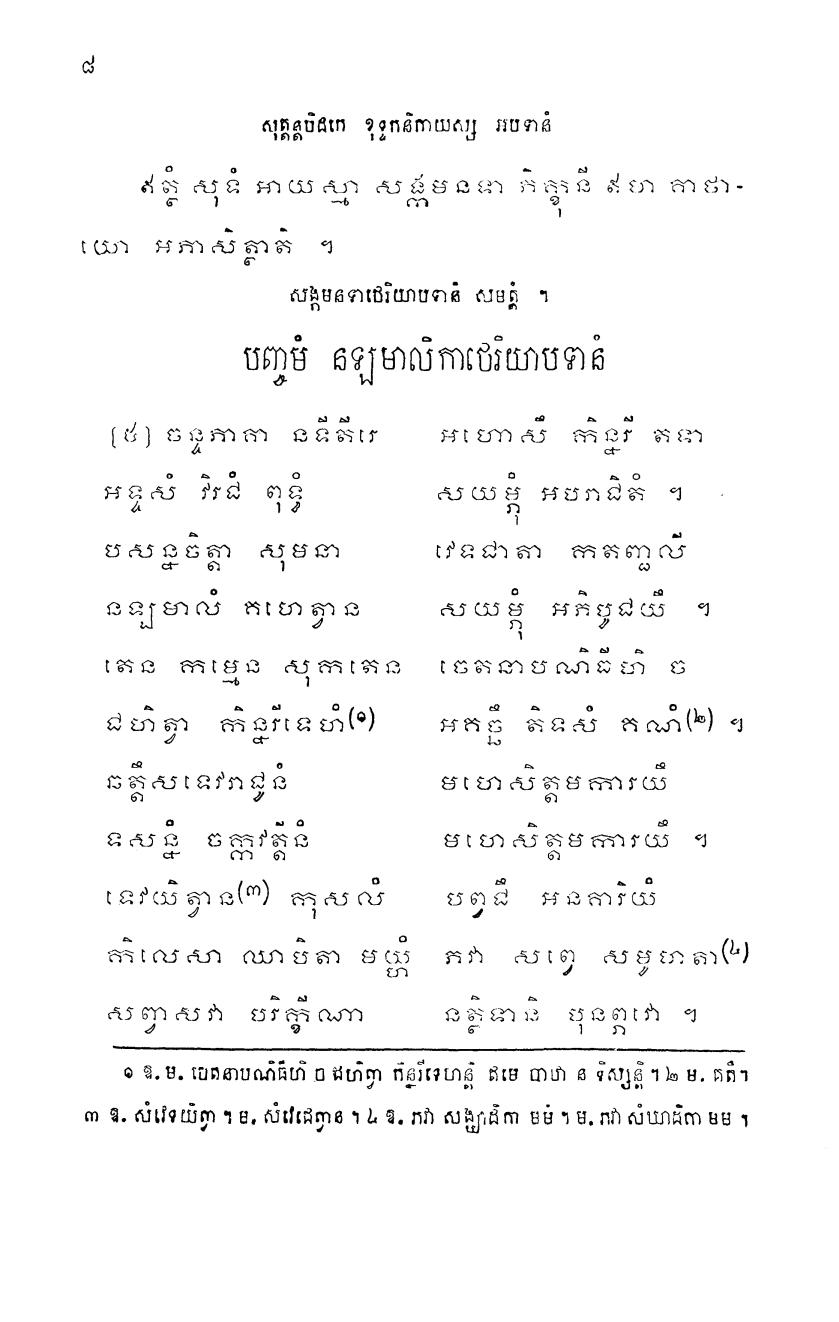 ៨
សុត្តន្តបិដកេ ខុទ្ទកនិកាយស្ស អបទានំ
ឥត្ថំ សុទំ អាយស្មា សង្កមនទា ភិក្ខុនី ឥមា គាថា-
យោ អភាសិត្ថាតិ ។
សង្កមនទាថេរិយាបទានំ សមត្តំ ។
បញ្ចមំ នឡមាលិកាថេរិយាបទានំ
[៥] ចន្ទភាគា នទីតីរេ អហោសឹ កិន្នរី តទា
អទ្ទសំ វិរជំ ពុទ្ធំ សយម្ភុំ អបរាជិតំ ។
បសន្នចិត្តា សុមនា វេទជាតា កតញ្ជលី
នឡមាលំ គហេត្វាន សយម្ភុំ អភិបូជយឹ ។
តេន កម្មេន សុកតេន ចេតនាបណិធីហិ ច
ជហិត្វា កិន្នរីទេហំ(១) អគច្ឆឹ តិទសំ គណំ(២) ។
ឆត្តឹសទេវរាជូនំ មហេសិត្តមការយឹ
ទសន្នំ ចក្កវត្តីនំ មហេសិត្តមការយឹ ។
ទេវយិត្វាន(៣) កុសលំ បព្វជឹ អនគារិយំ
កិលេសា ឈាបិតា មយ្ហំ ភវា សព្វេ សមូហតា(៤)
សព្វាសវា បរិក្ខីណា នត្ថិទានិ បុនព្ភវោ ។
១ ឱ. ម. ចេតនាបណិធីហិ ច ជហិត្វា កិន្នរីទេហន្តិ ឥមេ បាឋា ន ទិស្សន្តិ ។ ២ ម. គតឹ។
៣ ឱ. សំវេទយិត្វា ។ ម. សំវេជេត្វាន ។ ៤ ឱ. ភវា សង្ឃាដិកា មម ។ ម. ភវា សំឃាដិតា មម ។